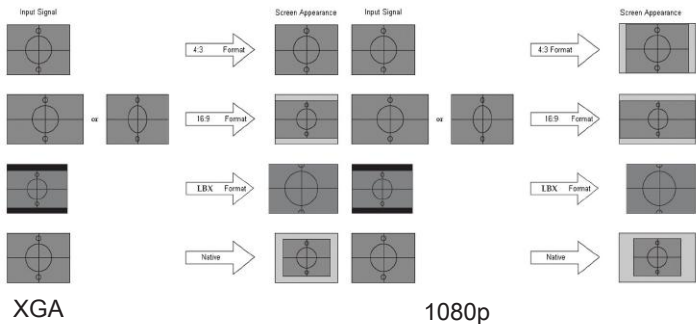 Input Signal Screen Appearance Input Signal Screen Appearance
4:3 Format 4:3 Format
or 16:9 Format or 16:9 Format
LBX Format LBX Format
Native Native
XGA 1080p